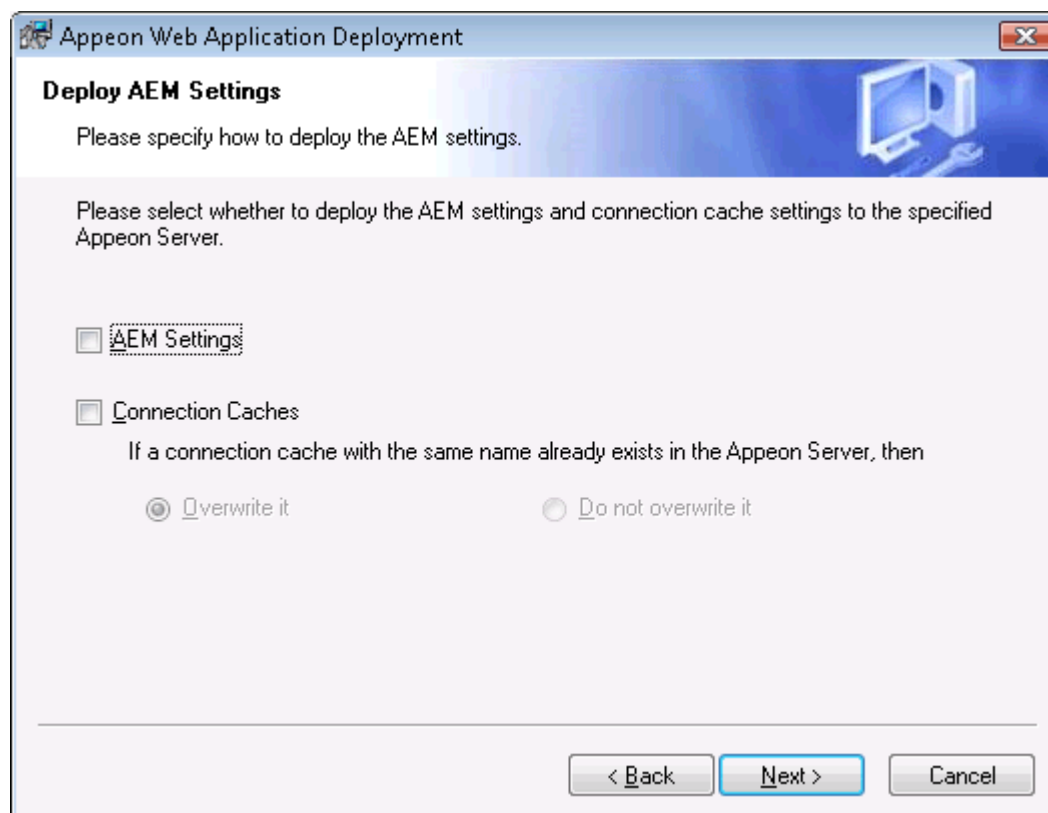 Appeon Web Application Deployment
Deploy AEM Settings
Please specify how to deploy the AEM settings.
Please select whether to deploy the AEM settings and connection cache settings to the specified
Appeon Server.
AEM Settings
Connection Caches
If a connection cache with the same name already exists in the Appeon Server, then
Overwrite it Do not overwrite it
< Back Next > Cancel